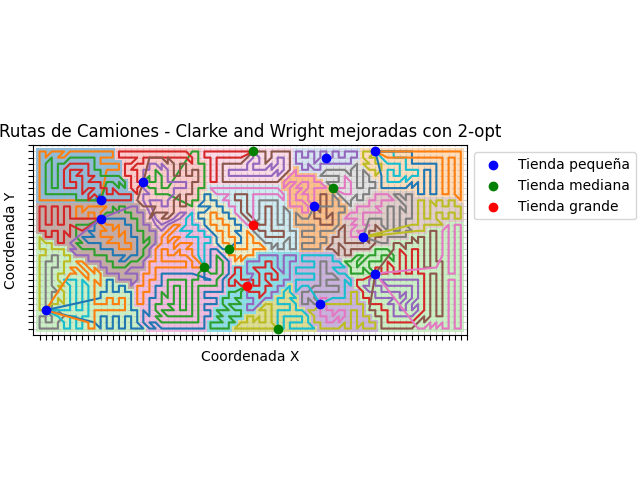 Rutas de Camiones - Clarke and Wright mejoradas con 2-opt
Tienda pequeña
Tienda mediana
Tienda grande
Coordenada Y
Coordenada X